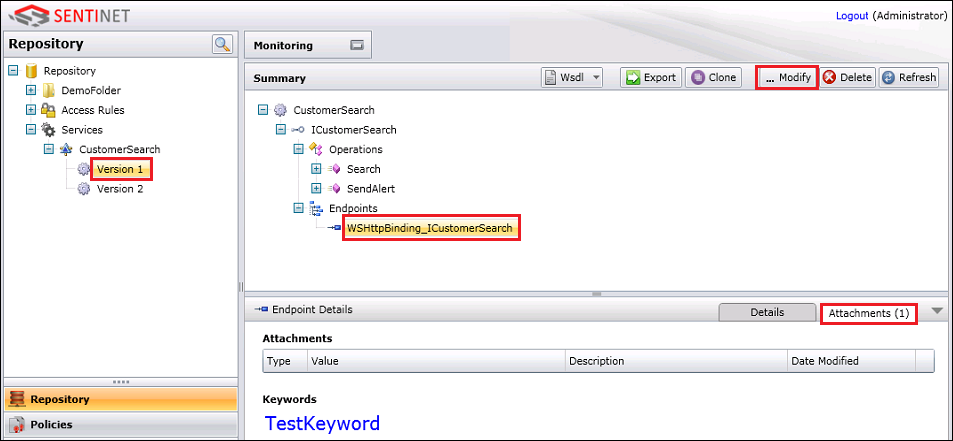 SENTINET
Logout (Administrator)
Repository
Repository
DemoFolder
Access Rules
Services
CustomerSearch
Version 1
Version 2
Repository
Policies
Monitoring
Summary
Wsdl Export Clone ... Modify Delete Refresh
CustomerSearch
ICustomerSearch
Operations
Search
SendAlert
Endpoints
WSHttpBinding_ICustomerSearch
Endpoint Details Details Attachments (1)
Attachments
Type Value Description Date Modified
Keywords
TestKeyword